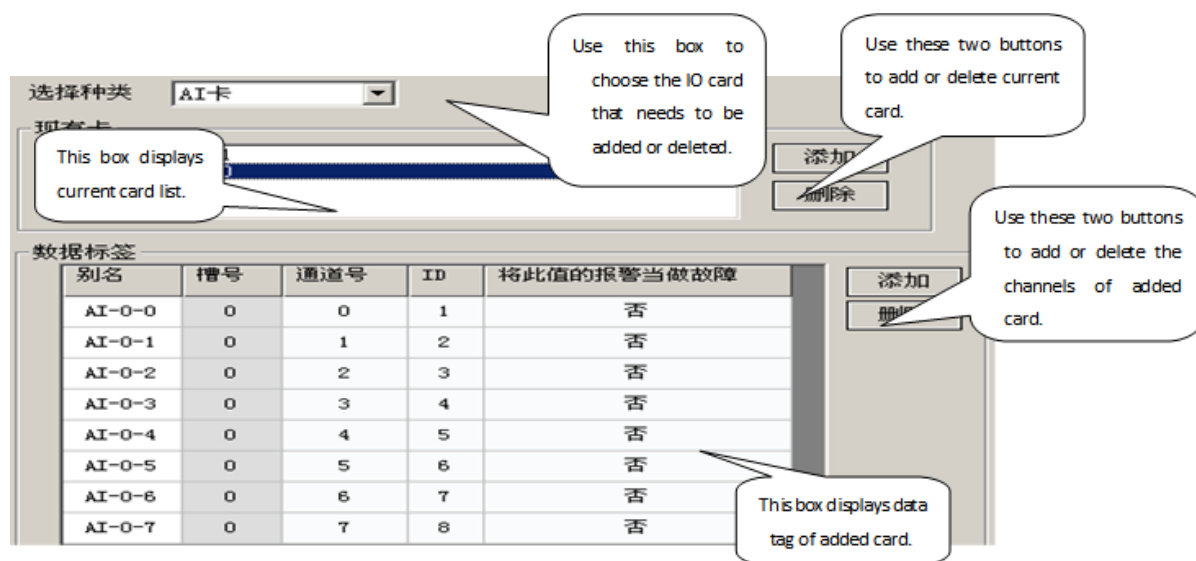 Use this box to
choose the IO card
that needs to be
added or deleted.
Use these two buttons
to add or delete current
card.
选择种类 AI卡
This box displays
current card list.
添加
删除
Use these two buttons
to add or delete the
channels of added
card.
数据标签
别名 槽号 通道号 ID 将此值的报警当做故障
添加
AI-0-0 0 0 1 否
AI-0-1 0 1 2 否
AI-0-2 0 2 3 否
AI-0-3 0 3 4 否
AI-0-4 0 4 5 否
AI-0-5 0 5 6 否
AI-0-6 0 6 7 否
AI-0-7 0 7 8 否
This box displays data
tag of added card.